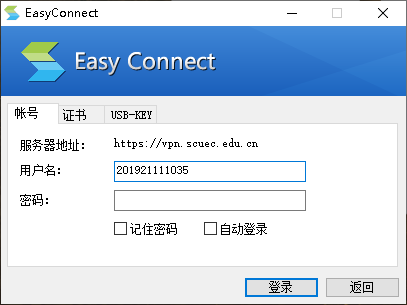 EasyConnect
Easy Connect
帐号 证书 USB-KEY
服务器地址: https://vpn.scuec.edu.cn
用户名: 201921111035
密码:
记住密码 自动登录
登录 返回